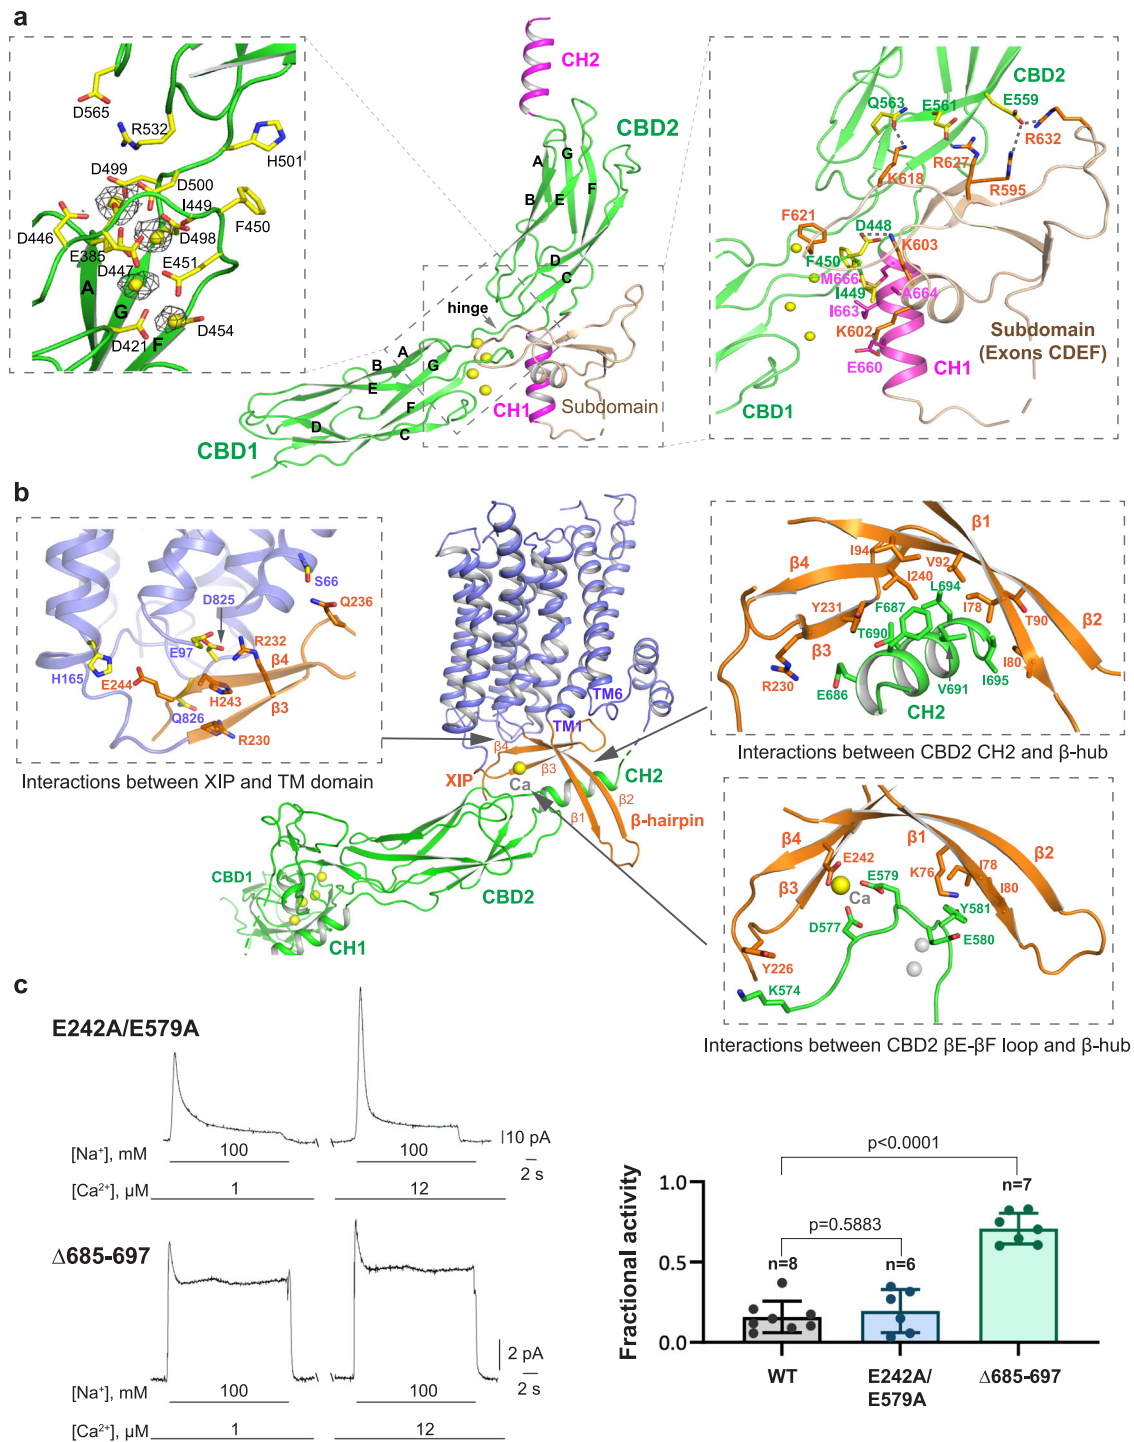 a
D565
R532
H501
D499
D500
I449
F450
D446
D498
E385
D447
E451
A
G
F
D454
D421
CH2
CBD2
A
G
F
B
E
D
C
hinge
A
B
G
E
F
D
C
CH1
Subdomain
CBD1
CBD2
Q563
E561
E559
R632
R627
K618
R595
F621
D448
K603
F450
M666
A664
I449
I663
K602
E660
CH1
Subdomain
(Exons CDEF)
CBD1
b
S66
D825
Q236
R232
E97
β4
H165
E244
H243
β3
Q826
R230
Interactions between XIP and TM domain
TM6
TM1
β4
β3
XIP
Ca
CH2
β2
β1
β-hairpin
CBD1
CBD2
CH1
β1
I94
V92
β4
I240
L694
Y231
F687
I78
β2
T690
T90
β3
I80
R230
E686
V691
I695
CH2
Interactions between CBD2 CH2 and β-hub
β4
β1
β2
E242
E579
K76
I78
β3
I80
Ca
Y581
D577
E580
Y226
K574
Interactions between CBD2 βE-βF loop and β-hub
c
E242A/E579A
10 pA
2 s
[Na⁺], mM
100
100
[Ca²⁺], µM
1
12
Δ685-697
2 pA
2 s
[Na⁺], mM
100
100
[Ca²⁺], µM
1
12
Fractional activity
1.0
0.5
0.0
p<0.0001
n=7
p=0.5883
n=8
n=6
WT
E242A/
E579A
Δ685-697